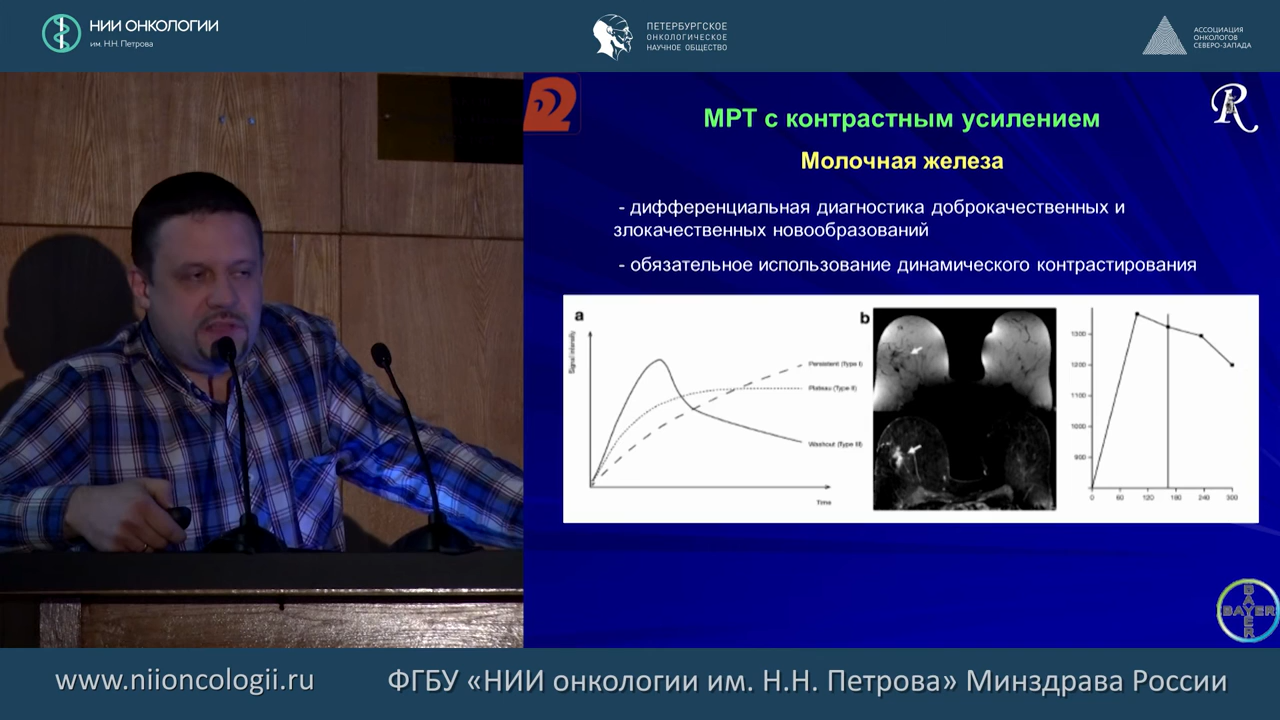 НИИ ОНКОЛОГИИ
им. Н.Н. Петрова
ПЕТЕРБУРГСКОЕ
ОНКОЛОГИЧЕСКОЕ
НАУЧНОЕ ОБЩЕСТВО
АССОЦИАЦИЯ
ОНКОЛОГОВ
СЕВЕРО-ЗАПАДА
R
МРТ с контрастным усилением
Молочная железа
- дифференциальная диагностика доброкачественных и
злокачественных новообразований
- обязательное использование динамического контрастирования
a
Signal intensity
Persistent (Type I)
Plateau (Type II)
Washout (Type III)
Time
b
1300
1200
1100
1000
900
0 60 120 180 240 300
BAYER
BAYER
www.niioncologii.ru
ФГБУ «НИИ онкологии им. Н.Н. Петрова» Минздрава России